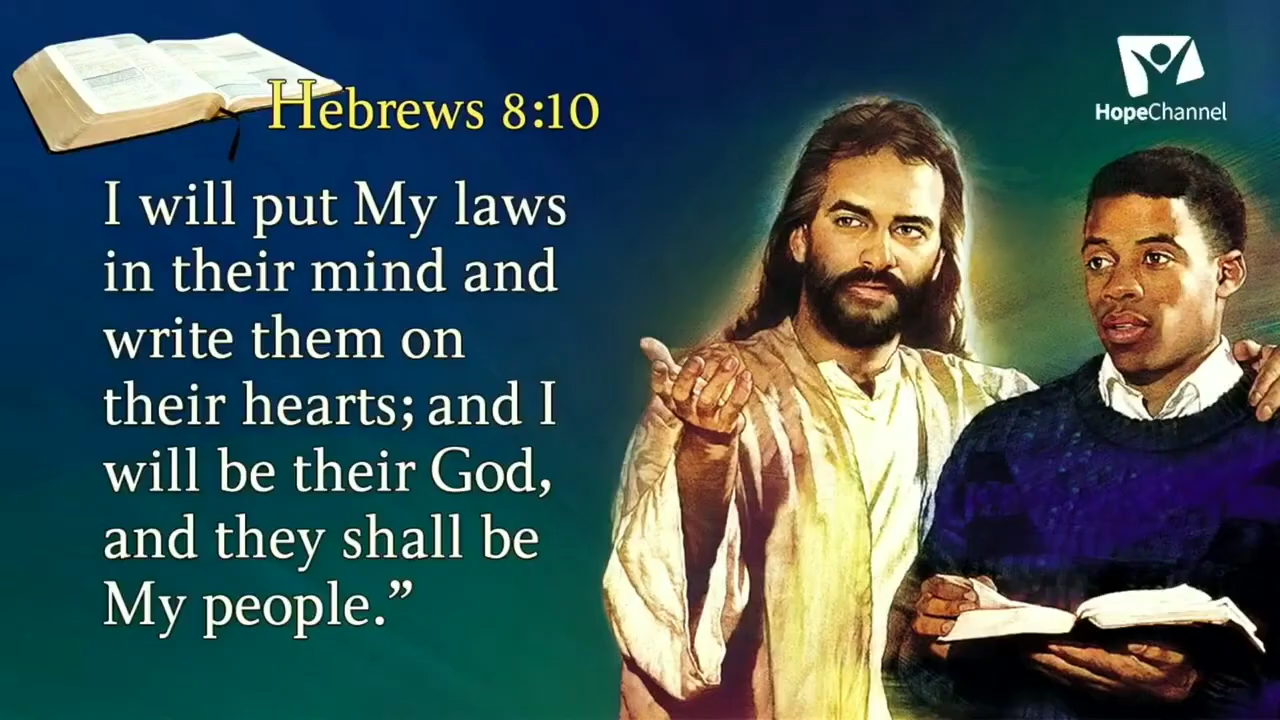 HopeChannel
Hebrews 8:10
I will put My laws
in their mind and
write them on
their hearts; and I
will be their God,
and they shall be
My people.”